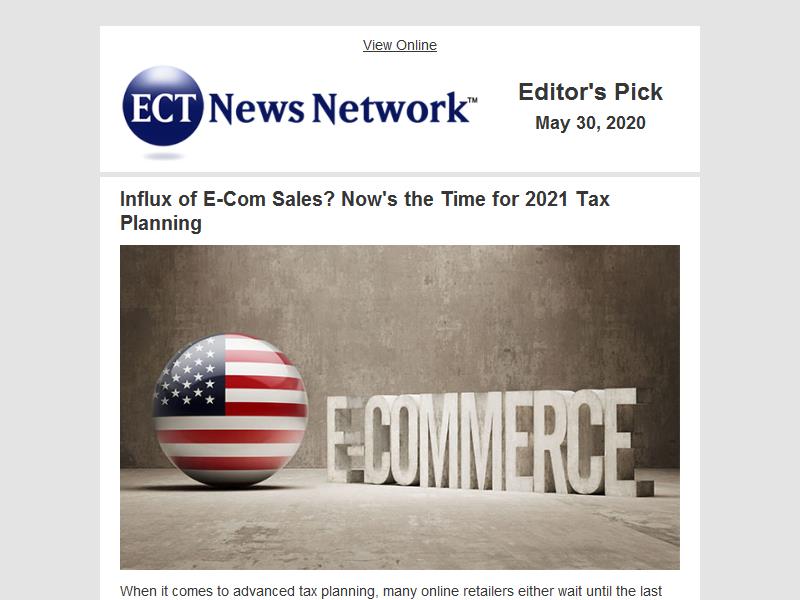 View Online
ECT News Network™
Editor's Pick
May 30, 2020
Influx of E-Com Sales? Now's the Time for 2021 Tax
Planning
E-COMMERCE
When it comes to advanced tax planning, many online retailers either wait until the last